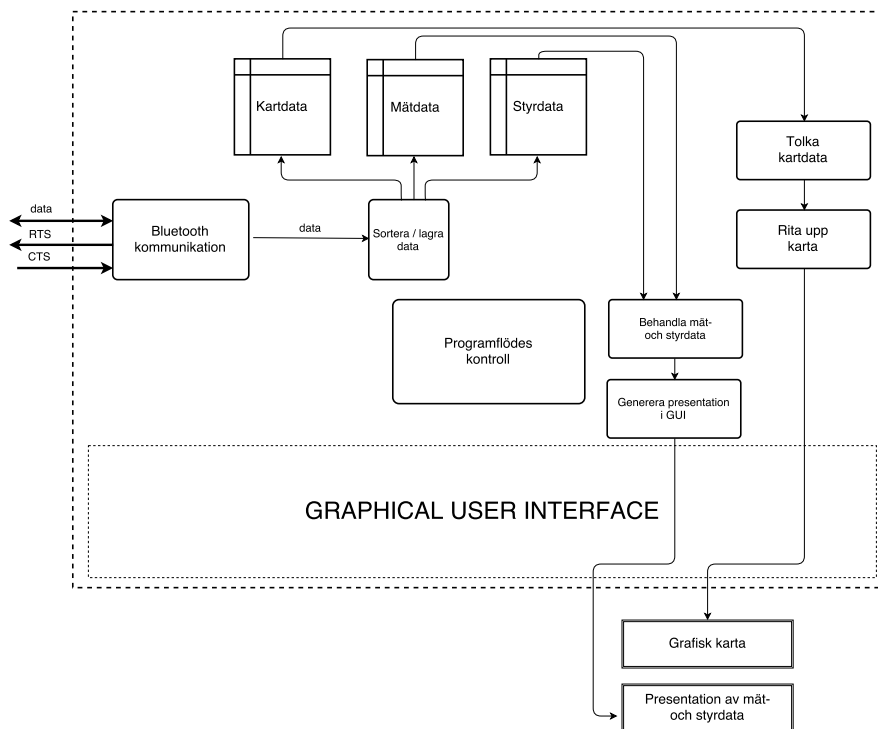 Kartdata
Mätdata
Styrdata
Tolka
kartdata
data
RTS
CTS
Bluetooth
kommunikation
data
Sortera / lagra
data
Rita upp
karta
Programflödes
kontroll
Behandla mät-
och styrdata
Generera presentation
i GUI
GRAPHICAL USER INTERFACE
Grafisk karta
Presentation av mät-
och styrdata